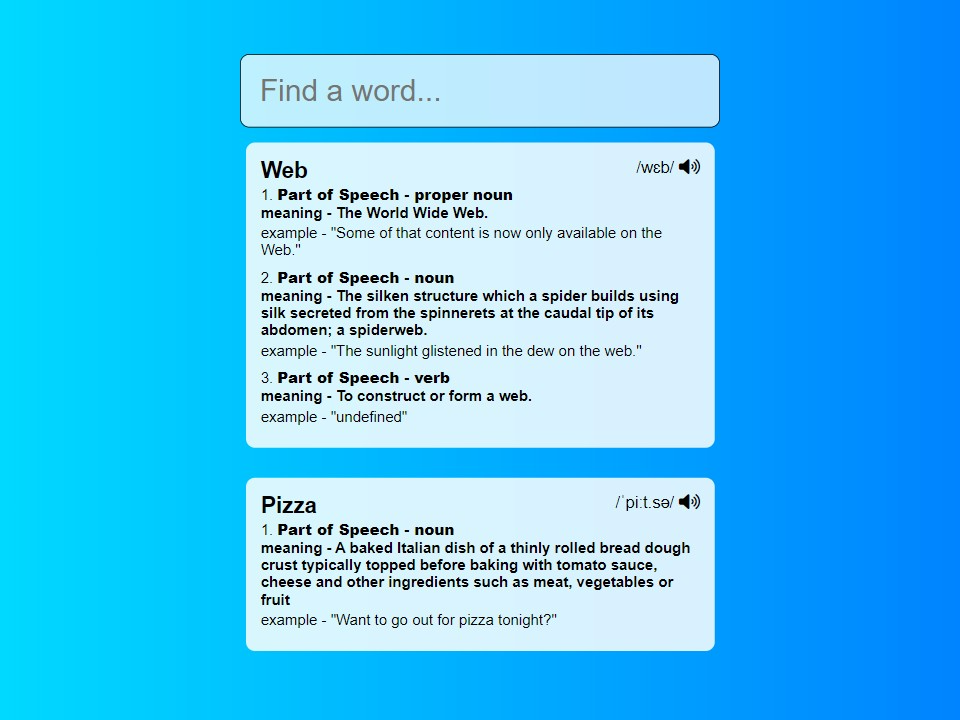 Find a word...
Web /wɛb/
1. Part of Speech - proper noun
meaning - The World Wide Web.
example - "Some of that content is now only available on the
Web."
2. Part of Speech - noun
meaning - The silken structure which a spider builds using
silk secreted from the spinnerets at the caudal tip of its
abdomen; a spiderweb.
example - "The sunlight glistened in the dew on the web."
3. Part of Speech - verb
meaning - To construct or form a web.
example - "undefined"
Pizza /ˈpiːt.sə/
1. Part of Speech - noun
meaning - A baked Italian dish of a thinly rolled bread dough
crust typically topped before baking with tomato sauce,
cheese and other ingredients such as meat, vegetables or
fruit
example - "Want to go out for pizza tonight?"